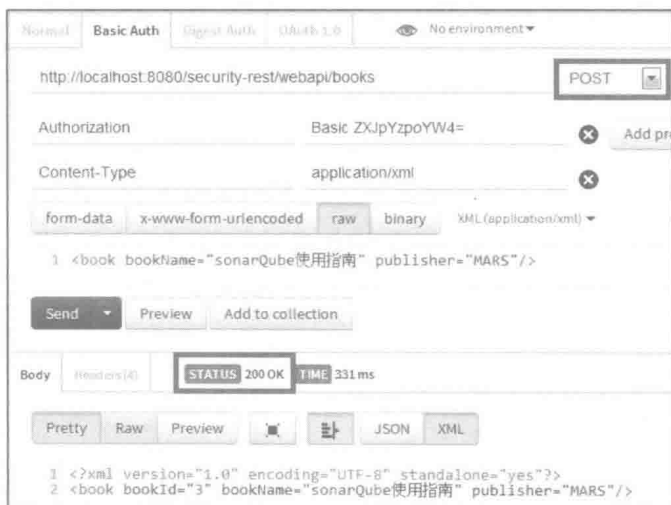 Normal Basic Auth Digest Auth OAuth 1.0 No environment
http://localhost:8080/security-rest/webapi/books POST
Authorization Basic ZXJpYzpoYW4= Add pr
Content-Type application/xml
form-data x-www-form-urlencoded raw binary XML (application/xml)
1 <book bookName="sonarQube使用指南" publisher="MARS"/>
Send Preview Add to collection
Body Headers (4) STATUS 200 OK TIME 331 ms
Pretty Raw Preview JSON XML
1 <?xml version="1.0" encoding="UTF-8" standalone="yes"?>
2 <book bookId="3" bookName="sonarQube使用指南" publisher="MARS"/>